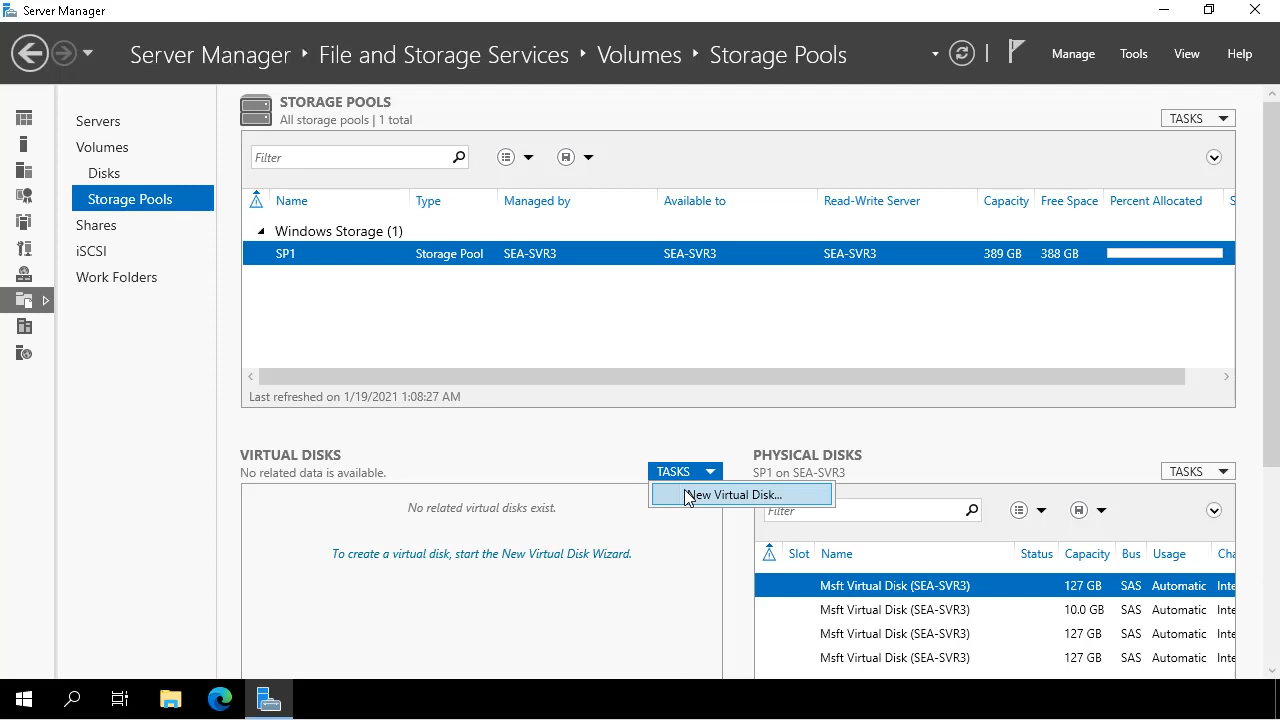 Server Manager
Server Manager ‣ File and Storage Services ‣ Volumes ‣ Storage Pools
Manage Tools View Help
Servers
Volumes
Disks
Storage Pools
Shares
iSCSI
Work Folders
STORAGE POOLS
All storage pools | 1 total
TASKS
Filter
Name Type Managed by Available to Read-Write Server Capacity Free Space Percent Allocated S
Windows Storage (1)
SP1 Storage Pool SEA-SVR3 SEA-SVR3 SEA-SVR3 389 GB 388 GB
Last refreshed on 1/19/2021 1:08:27 AM
VIRTUAL DISKS
No related data is available.
TASKS
New Virtual Disk...
No related virtual disks exist.
To create a virtual disk, start the New Virtual Disk Wizard.
PHYSICAL DISKS
SP1 on SEA-SVR3
TASKS
Filter
Slot Name Status Capacity Bus Usage Cha
Msft Virtual Disk (SEA-SVR3) 127 GB SAS Automatic Inte
Msft Virtual Disk (SEA-SVR3) 10.0 GB SAS Automatic Inte
Msft Virtual Disk (SEA-SVR3) 127 GB SAS Automatic Inte
Msft Virtual Disk (SEA-SVR3) 127 GB SAS Automatic Inte